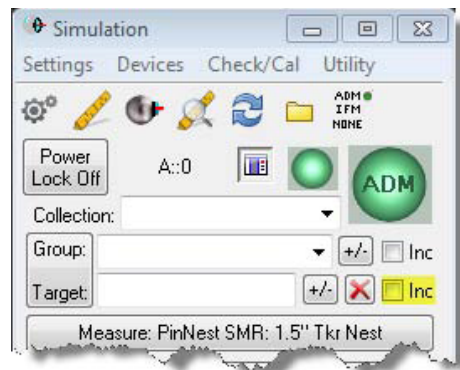 Simulation
Settings Devices Check/Cal Utility
ADM
IFM
NONE
Power
Lock Off
A::0
ADM
Collection:
Group: +/- Inc
Target: +/- Inc
Measure: PinNest SMR: 1.5" Tkr Nest